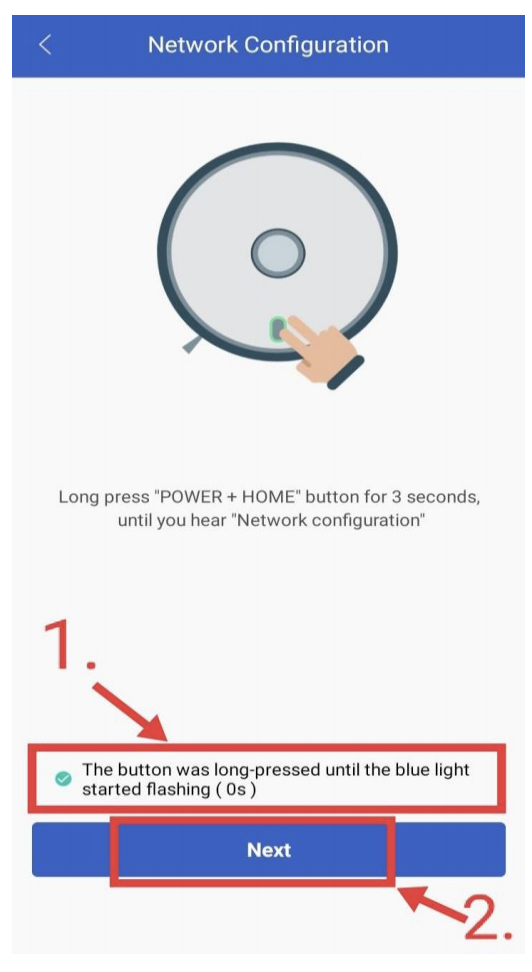 Network Configuration
Long press "POWER + HOME" button for 3 seconds,
until you hear "Network configuration"
1.
The button was long-pressed until the blue light
started flashing ( 0s )
Next
2.